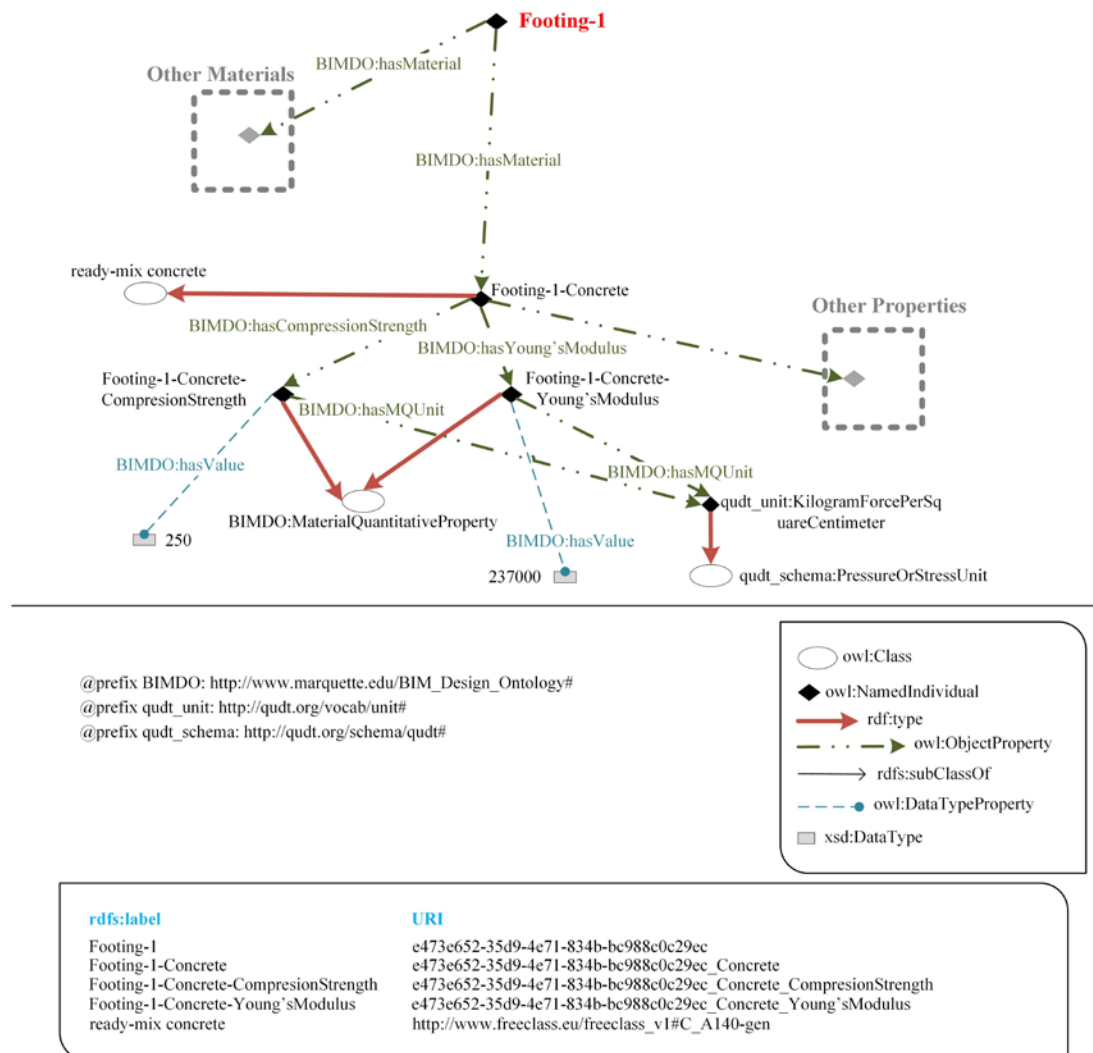 Footing-1
BIMDO:hasMaterial
Other Materials
BIMDO:hasMaterial
ready-mix concrete
Footing-1-Concrete
Other Properties
BIMDO:hasCompressionStrength
BIMDO:hasYoung'sModulus
Footing-1-Concrete-
CompresionStrength
Footing-1-Concrete-
Young'sModulus
BIMDO:hasMQUnit
BIMDO:hasValue
BIMDO:hasMQUnit
qudt_unit:KilogramForcePerSq
uareCentimeter
BIMDO:MaterialQuantitativeProperty
250
BIMDO:hasValue
237000
qudt_schema:PressureOrStressUnit
@prefix BIMDO: http://www.marquette.edu/BIM_Design_Ontology#
@prefix qudt_unit: http://qudt.org/vocab/unit#
@prefix qudt_schema: http://qudt.org/schema/qudt#
owl:Class
owl:NamedIndividual
rdf:type
owl:ObjectProperty
rdfs:subClassOf
owl:DataTypeProperty
xsd:DataType
rdfs:label URI
Footing-1 e473e652-35d9-4e71-834b-bc988c0c29ec
Footing-1-Concrete e473e652-35d9-4e71-834b-bc988c0c29ec_Concrete
Footing-1-Concrete-CompresionStrength e473e652-35d9-4e71-834b-bc988c0c29ec_Concrete_CompresionStrength
Footing-1-Concrete-Young'sModulus e473e652-35d9-4e71-834b-bc988c0c29ec_Concrete_Young'sModulus
ready-mix concrete http://www.freeclass.eu/freeclass_v1#C_A140-gen